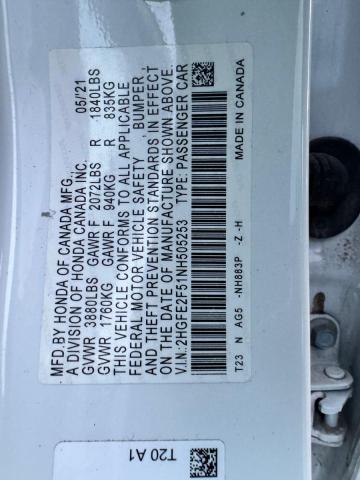 MFD.BY HONDA OF CANADA MFG.,
A DIVISION OF HONDA CANADA INC. 05/21
GVWR 3880LBS GAWR F 2072LBS R 1840LBS
GVWR 1760KG GAWR F 940KG R 835KG
THIS VEHICLE CONFORMS TO ALL APPLICABLE
FEDERAL MOTOR VEHICLE SAFETY BUMPER,
AND THEFT PREVENTION STANDARDS IN EFFECT
ON THE DATE OF MANUFACTURE SHOWN ABOVE.
V.I.N.:2HGFE2F51NH505253 TYPE: PASSENGER CAR
T23 N AG5 -NH883P -Z -H MADE IN CANADA
T20 A1